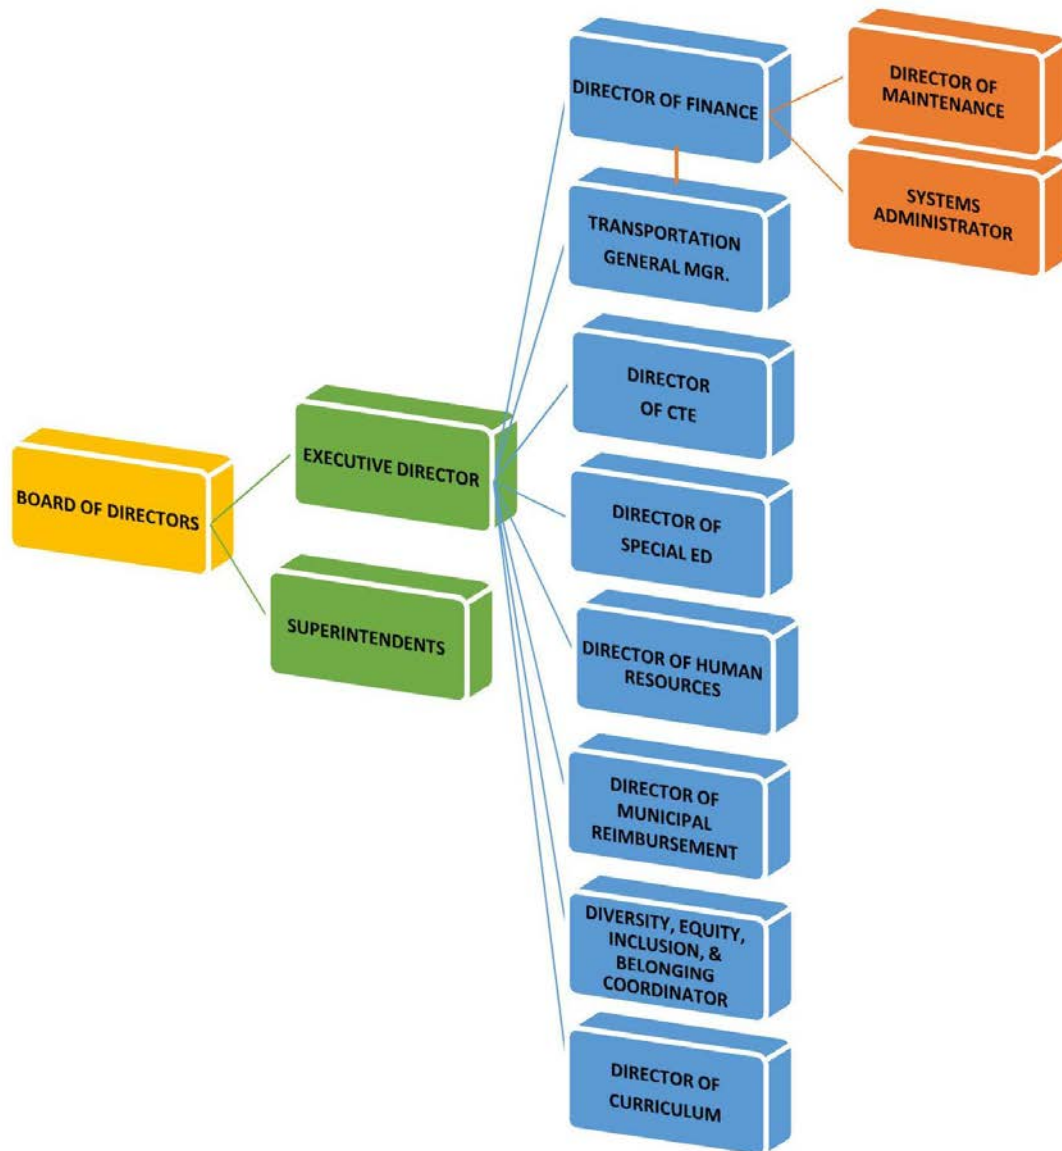 BOARD OF DIRECTORS
EXECUTIVE DIRECTOR
SUPERINTENDENTS
DIRECTOR OF FINANCE
TRANSPORTATION
GENERAL MGR.
DIRECTOR
OF CTE
DIRECTOR OF
SPECIAL ED
DIRECTOR OF HUMAN
RESOURCES
DIRECTOR OF
MUNICIPAL
REIMBURSEMENT
DIVERSITY, EQUITY,
INCLUSION, &
BELONGING
COORDINATOR
DIRECTOR OF
CURRICULUM
DIRECTOR OF
MAINTENANCE
SYSTEMS
ADMINISTRATOR